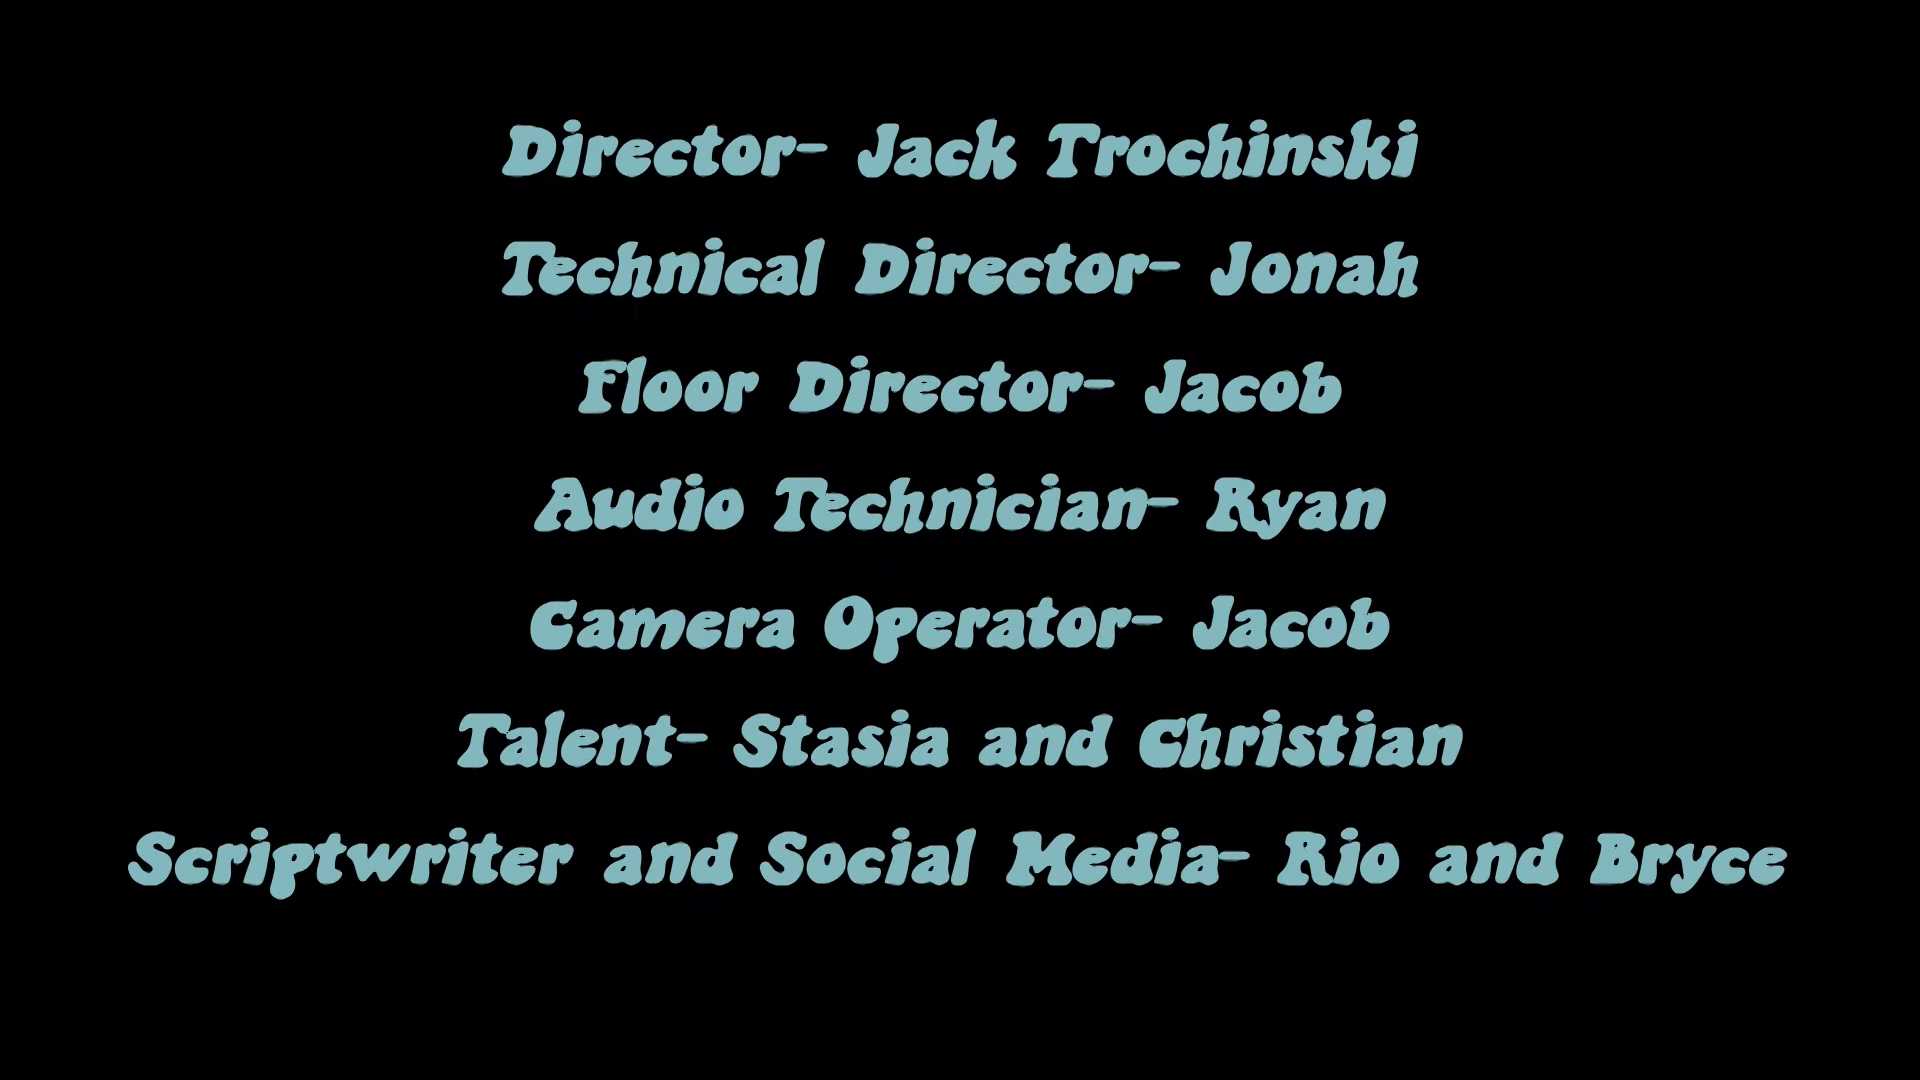 Director- Jack Trochinski
Technical Director- Jonah
Floor Director- Jacob
Audio Technician- Ryan
Camera Operator- Jacob
Talent- Stasia and Christian
Scriptwriter and Social Media- Rio and Bryce